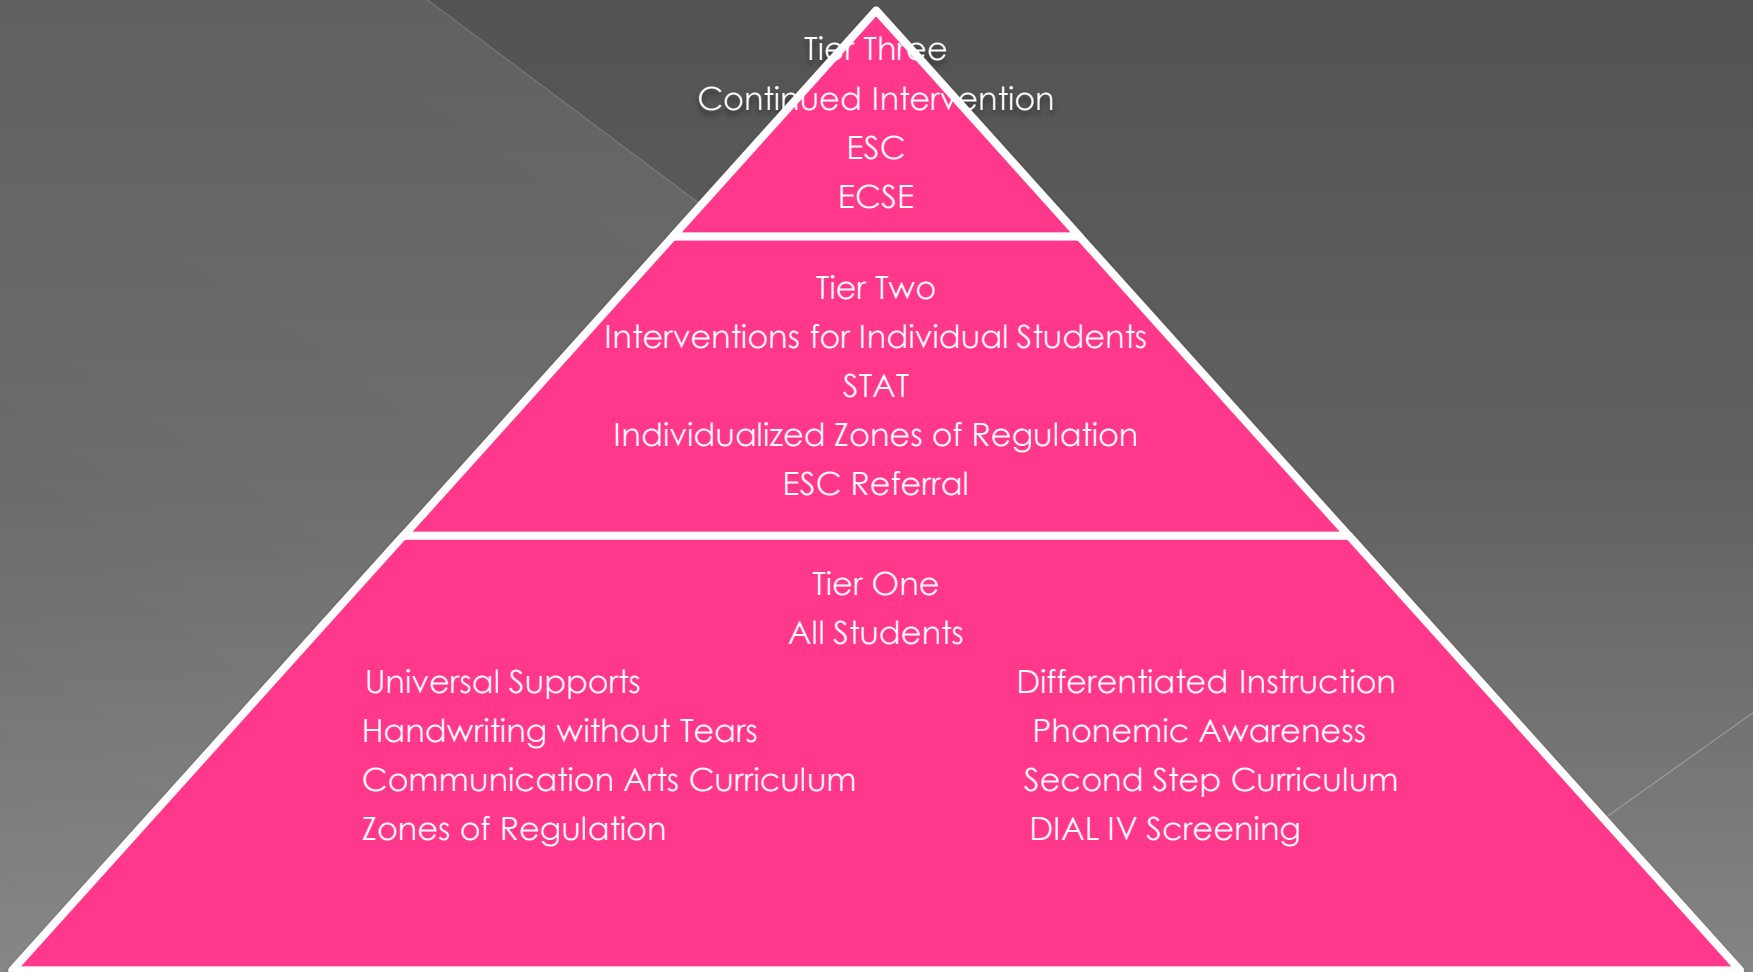 Tier Three
Continued Intervention
ESC
ECSE
Tier Two
Interventions for Individual Students
STAT
Individualized Zones of Regulation
ESC Referral
Tier One
All Students
Universal Supports Differentiated Instruction
Handwriting without Tears Phonemic Awareness
Communication Arts Curriculum Second Step Curriculum
Zones of Regulation DIAL IV Screening